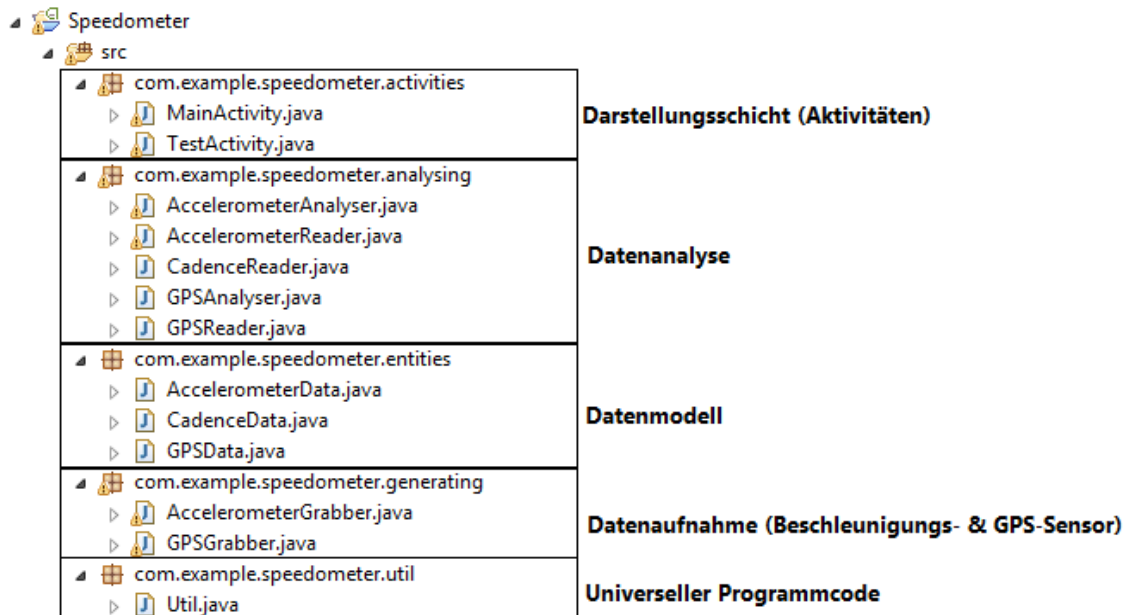 Speedometer
src
com.example.speedometer.activities
MainActivity.java
Darstellungsschicht (Aktivitäten)
TestActivity.java
com.example.speedometer.analysing
AccelerometerAnalyser.java
AccelerometerReader.java
Datenanalyse
CadenceReader.java
GPSAnalyser.java
GPSReader.java
com.example.speedometer.entities
AccelerometerData.java
CadenceData.java
Datenmodell
GPSData.java
com.example.speedometer.generating
AccelerometerGrabber.java
Datenaufnahme (Beschleunigungs- & GPS-Sensor)
GPSGrabber.java
com.example.speedometer.util
Universeller Programmcode
Util.java